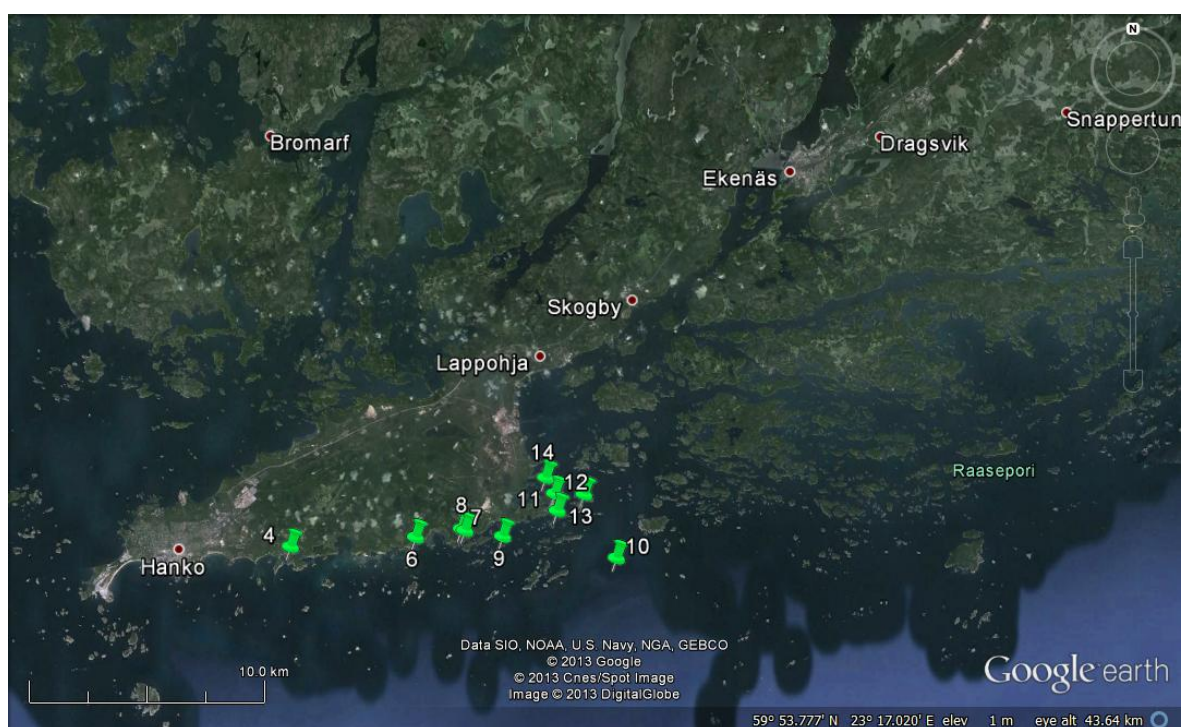 N
Bromarf
Snappertun
Dragsvik
Ekenäs
Skogby
Lappohja
Raasepori
14
12
11
13
8
7
4
6
9
10
Hanko
Data SIO, NOAA, U.S. Navy, NGA, GEBCO
© 2013 Google
© 2013 Cnes/Spot Image
Image © 2013 DigitalGlobe
10.0 km
Google earth
59° 53.777' N 23° 17.020' E elev 1 m eye alt 43.64 km